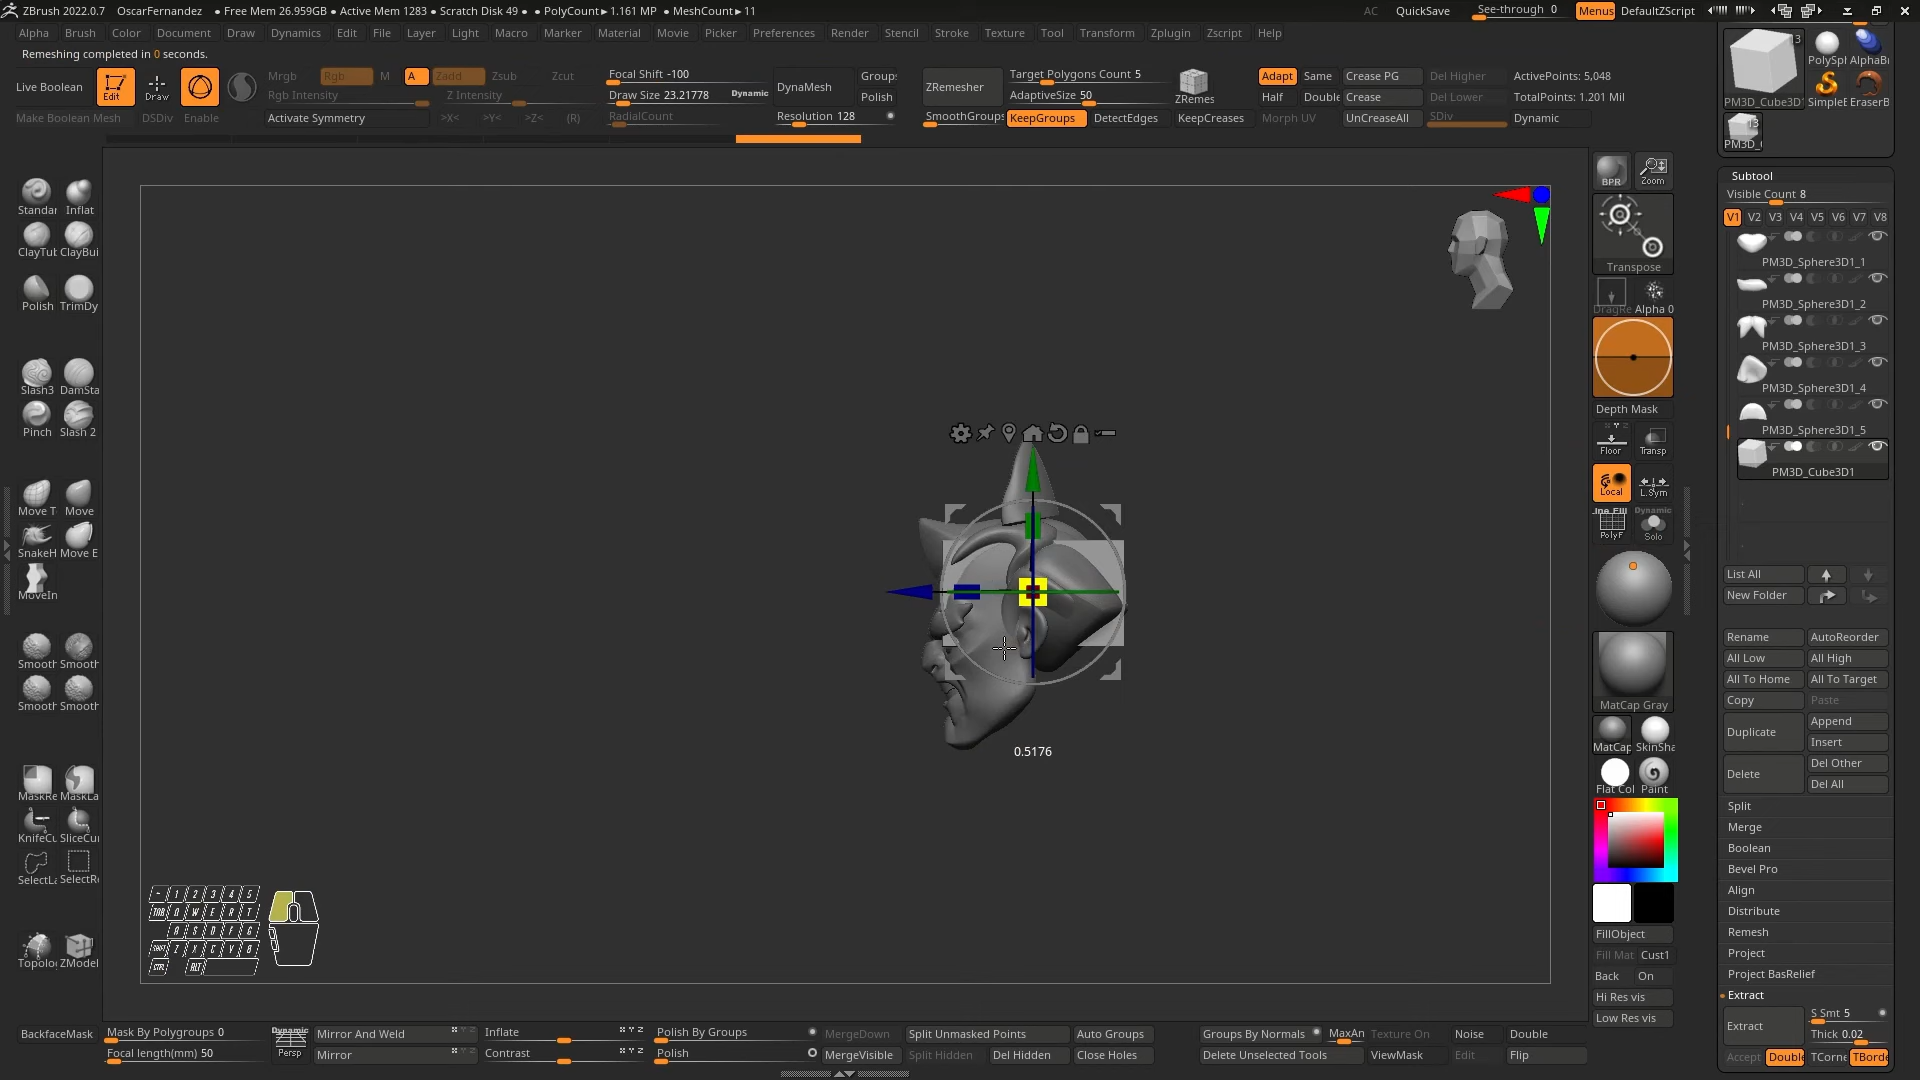 ZBrush 2022.0.7 OscarFernandez ● Free Mem 26.959GB ● Active Mem 1283 ● Scratch Disk 49 ● ● PolyCount► 1.161 MP ● MeshCount► 11 AC QuickSave See-through 0 Menus DefaultZScript
Alpha Brush Color Document Draw Dynamics Edit File Layer Light Macro Marker Material Movie Picker Preferences Render Stencil Stroke Texture Tool Transform Zplugin Zscript Help
Remeshing completed in 0 seconds.
Live Boolean Edit Draw Mrgb Rgb M A Zadd Zsub Zcut Focal Shift -100 DynaMesh Groups ZRemesher Target Polygons Count 5 ZRemes Adapt Same Crease PG Del Higher ActivePoints: 5,048
Rgb Intensity Z Intensity Draw Size 23.21778 Dynamic Polish AdaptiveSize 50 Half Double Crease Del Lower TotalPoints: 1.201 Mil
Make Boolean Mesh DSDiv Enable Activate Symmetry >X< >Y< >Z< (R) RadialCount Resolution 128 SmoothGroups KeepGroups DetectEdges KeepCreases Morph UV UnCreaseAll SDiv Dynamic
Standar Inflat
ClayTub ClayBui
Polish TrimDy
Slash3 DamSta
Pinch Slash 2
Move T Move
SnakeH Move E
MoveIn
Smooth Smooth
Smooth Smooth
MaskRe MaskLa
KnifeCu SliceCur
SelectLa SelectRe
Topolo ZModel
0.5176
TAB Q W E R T
A S D F G
SHIFT Z X C V B
CTRL ALT
BPR Zoom
Transpose
DragRe Alpha 0
Depth Mask
Floor Transp
Local L.Sym
Line Fill Dynamic
PolyF Solo
MatCap Gray
MatCap SkinSha
Flat Col Paint
FillObject
Fill Mat Cust1
Back On
Hi Res vis
Low Res vis
13
PM3D_Cube3D PolySpl AlphaB
SimpleE EraserB
13
Subtool
Visible Count 8
V1 V2 V3 V4 V5 V6 V7 V8
PM3D_Sphere3D1_1
PM3D_Sphere3D1_2
PM3D_Sphere3D1_3
PM3D_Sphere3D1_4
PM3D_Sphere3D1_5
PM3D_Cube3D1
List All
New Folder
Rename AutoReorder
All Low All High
All To Home All To Target
Copy Paste
Duplicate Append
Insert
Delete Del Other
Del All
Split
Merge
Boolean
Bevel Pro
Align
Distribute
Remesh
Project
Project BasRelief
Extract
Extract S Smt 5
Thick 0.02
Accept Double TCorne TBorde
BackfaceMask Mask By Polygroups 0 Dynamic Mirror And Weld Inflate Polish By Groups MergeDown Split Unmasked Points Auto Groups Groups By Normals MaxAn Texture On Noise Double
Focal length(mm) 50 Persp Mirror Contrast Polish MergeVisible Split Hidden Del Hidden Close Holes Delete Unselected Tools ViewMask Edit Flip